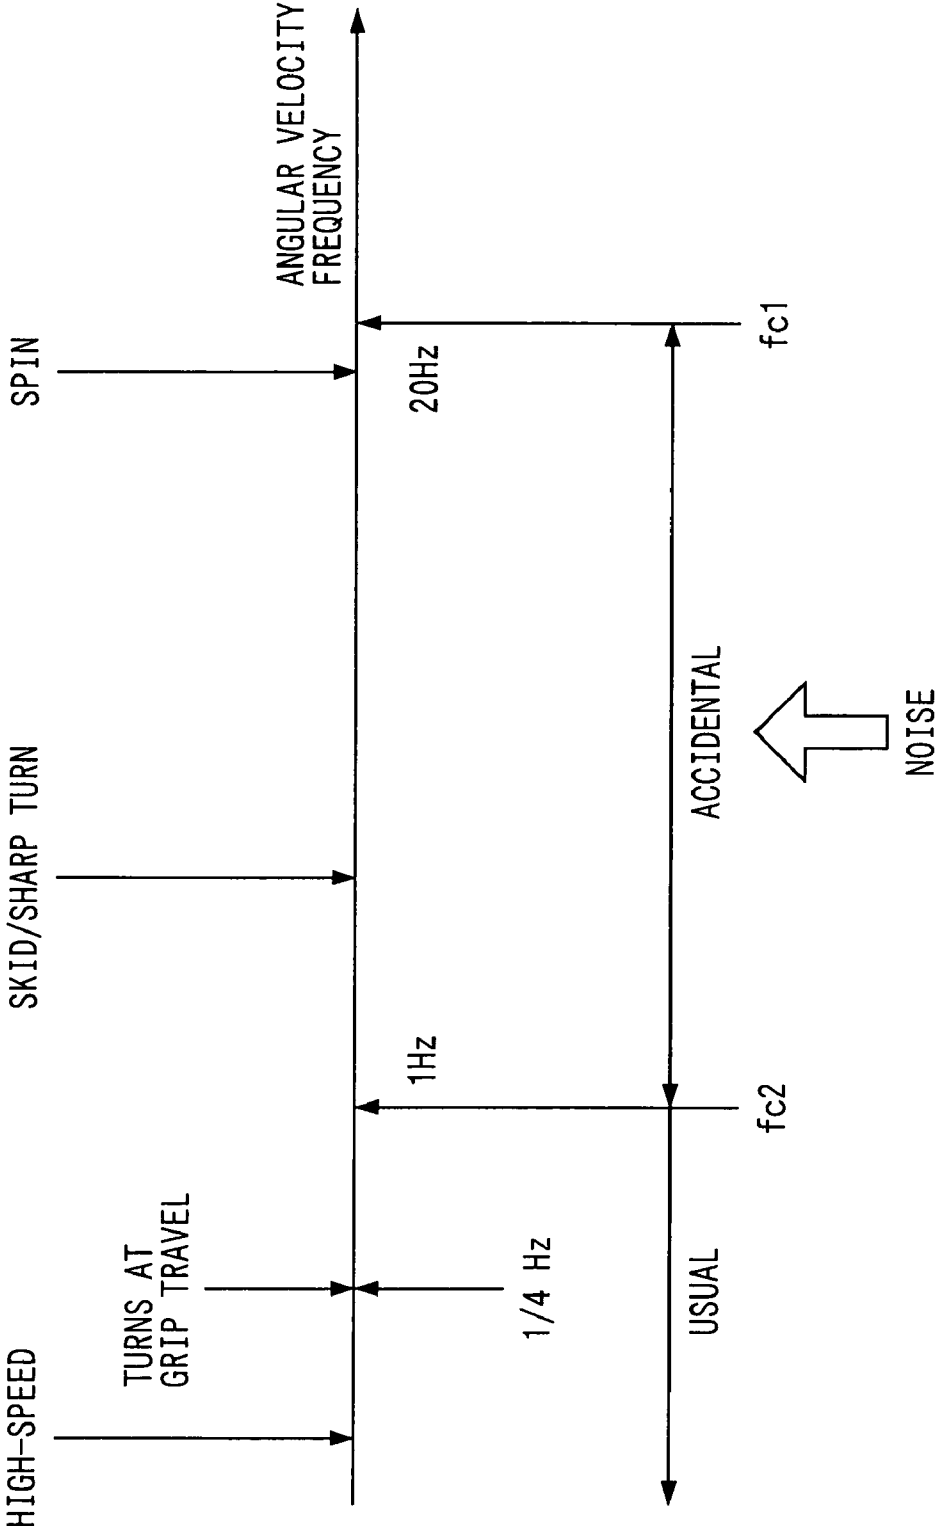 HIGH-SPEED
TURNS AT
GRIP TRAVEL
SKID/SHARP TURN
SPIN
ANGULAR VELOCITY
FREQUENCY
1/4 Hz
1Hz
20Hz
USUAL
fc2
ACCIDENTAL
fc1
NOISE